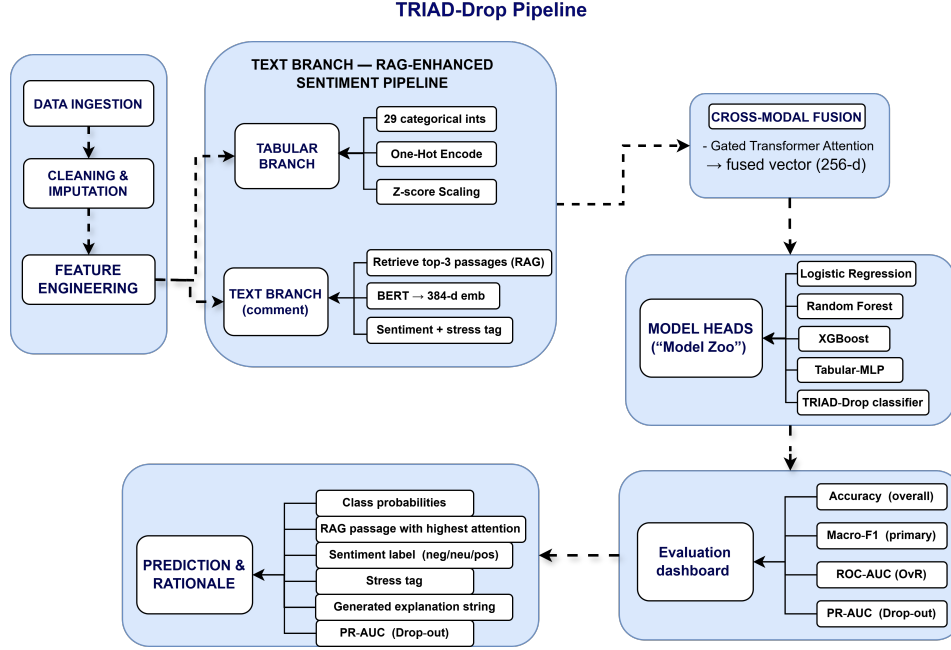 TRIAD-Drop Pipeline
DATA INGESTION
CLEANING &
IMPUTATION
FEATURE
ENGINEERING
TEXT BRANCH — RAG-ENHANCED
SENTIMENT PIPELINE
TABULAR
BRANCH
29 categorical ints
One-Hot Encode
Z-score Scaling
TEXT BRANCH
(comment)
Retrieve top-3 passages (RAG)
BERT → 384-d emb
Sentiment + stress tag
CROSS-MODAL FUSION
- Gated Transformer Attention
→ fused vector (256-d)
MODEL HEADS
(“Model Zoo”)
Logistic Regression
Random Forest
XGBoost
Tabular-MLP
TRIAD-Drop classifier
Evaluation
dashboard
Accuracy (overall)
Macro-F1 (primary)
ROC-AUC (OvR)
PR-AUC (Drop-out)
PREDICTION &
RATIONALE
Class probabilities
RAG passage with highest attention
Sentiment label (neg/neu/pos)
Stress tag
Generated explanation string
PR-AUC (Drop-out)